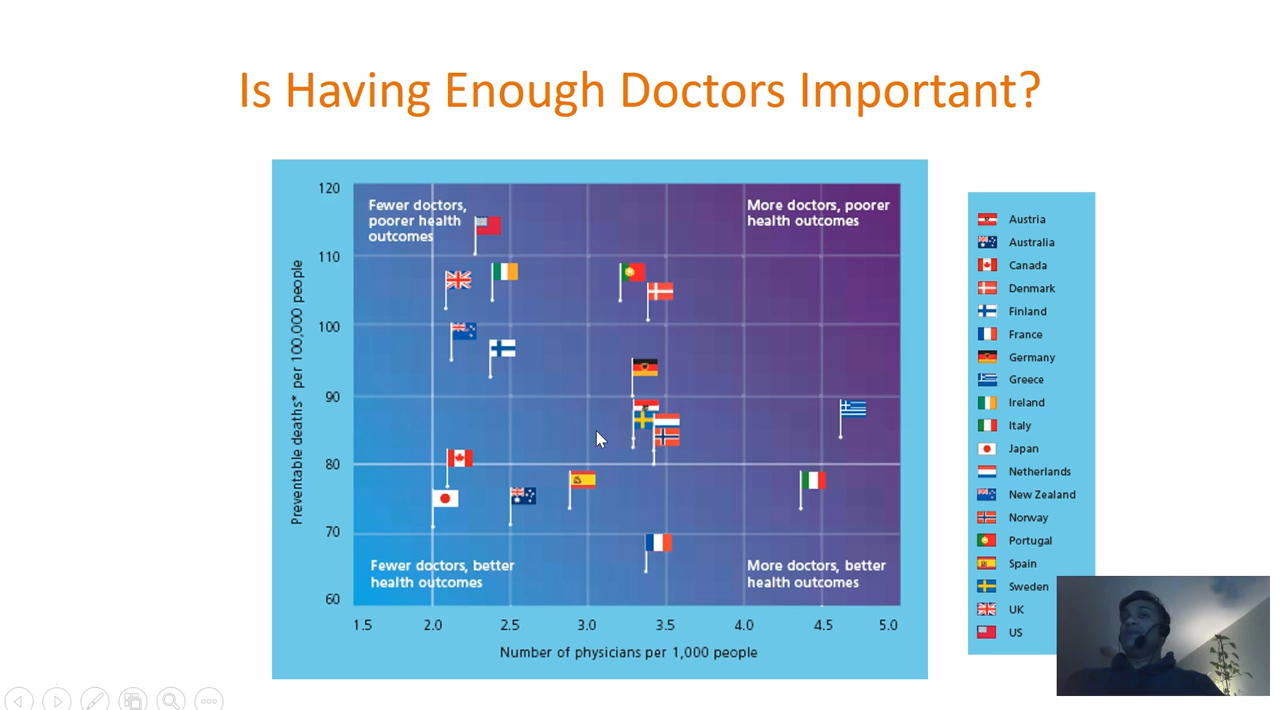 Is Having Enough Doctors Important?
120
110
100
90
80
70
60
Preventable deaths* per 100,000 people
Fewer doctors,
poorer health
outcomes
More doctors, poorer
health outcomes
Fewer doctors, better
health outcomes
More doctors, better
health outcomes
1.5 2.0 2.5 3.0 3.5 4.0 4.5 5.0
Number of physicians per 1,000 people
Austria
Australia
Canada
Denmark
Finland
France
Germany
Greece
Ireland
Italy
Japan
Netherlands
New Zealand
Norway
Portugal
Spain
Sweden
UK
US